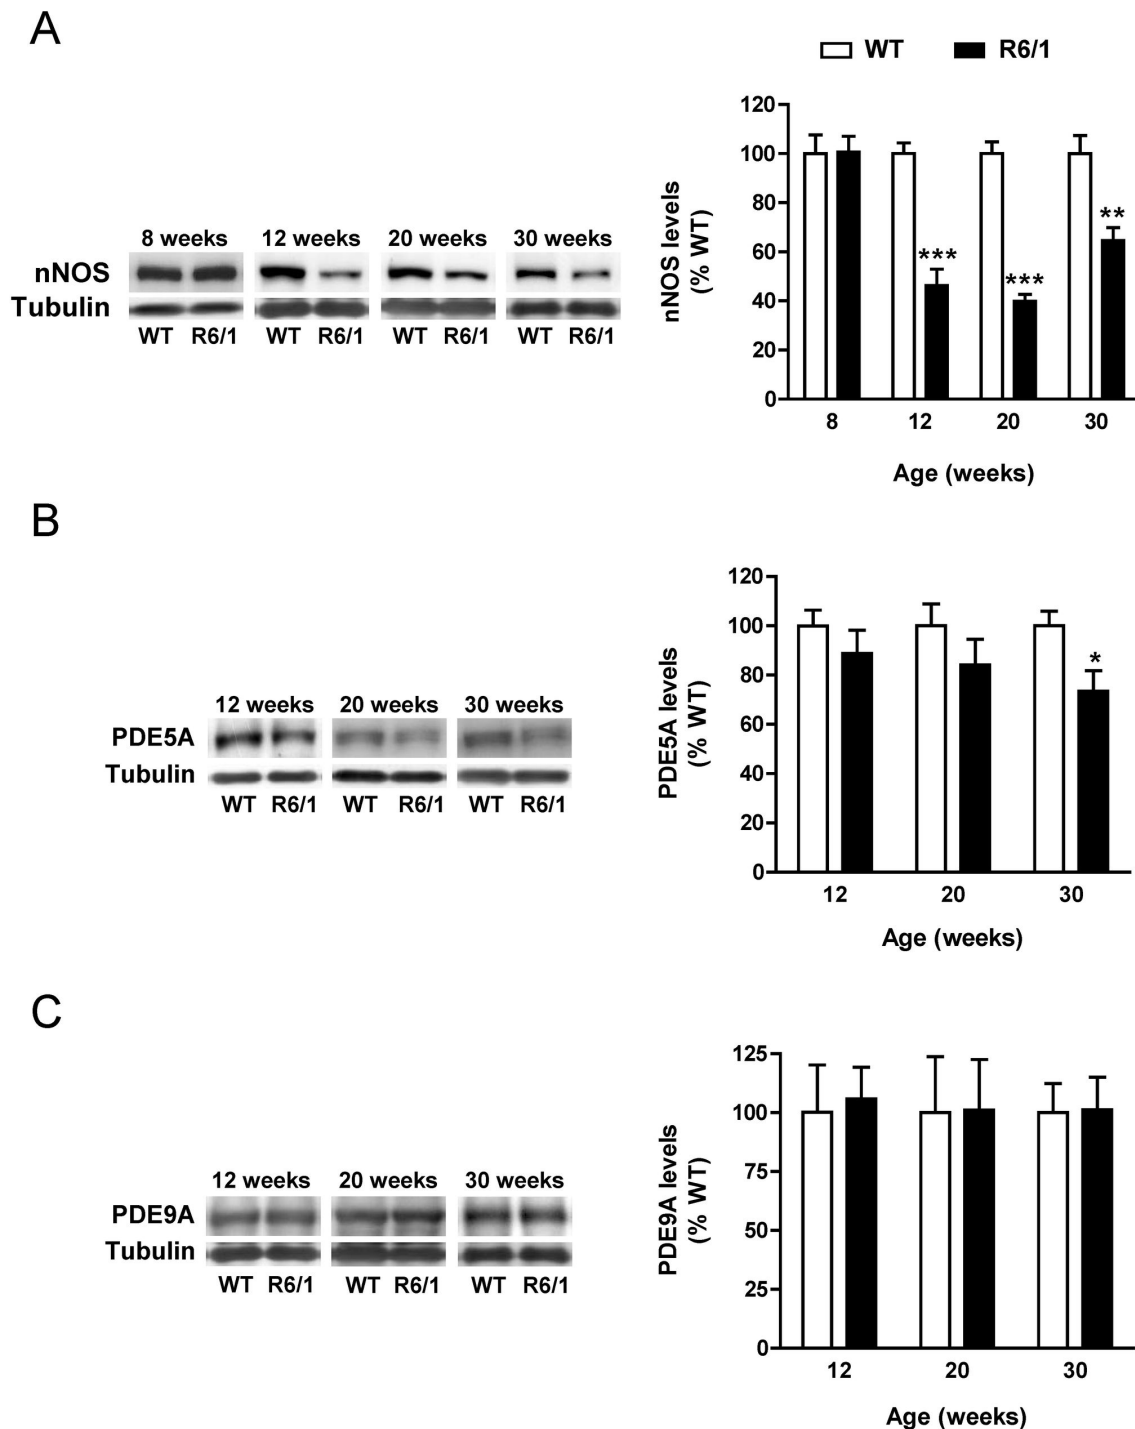 A
WT R6/1
8 weeks 12 weeks 20 weeks 30 weeks
nNOS
Tubulin
WT R6/1 WT R6/1 WT R6/1 WT R6/1
nNOS levels
(% WT)
120
100
80
60
40
20
0
*** *** **
8 12 20 30
Age (weeks)
B
12 weeks 20 weeks 30 weeks
PDE5A
Tubulin
WT R6/1 WT R6/1 WT R6/1
PDE5A levels
(% WT)
120
100
80
60
40
20
0
*
12 20 30
Age (weeks)
C
12 weeks 20 weeks 30 weeks
PDE9A
Tubulin
WT R6/1 WT R6/1 WT R6/1
PDE9A levels
(% WT)
125
100
75
50
25
0
12 20 30
Age (weeks)